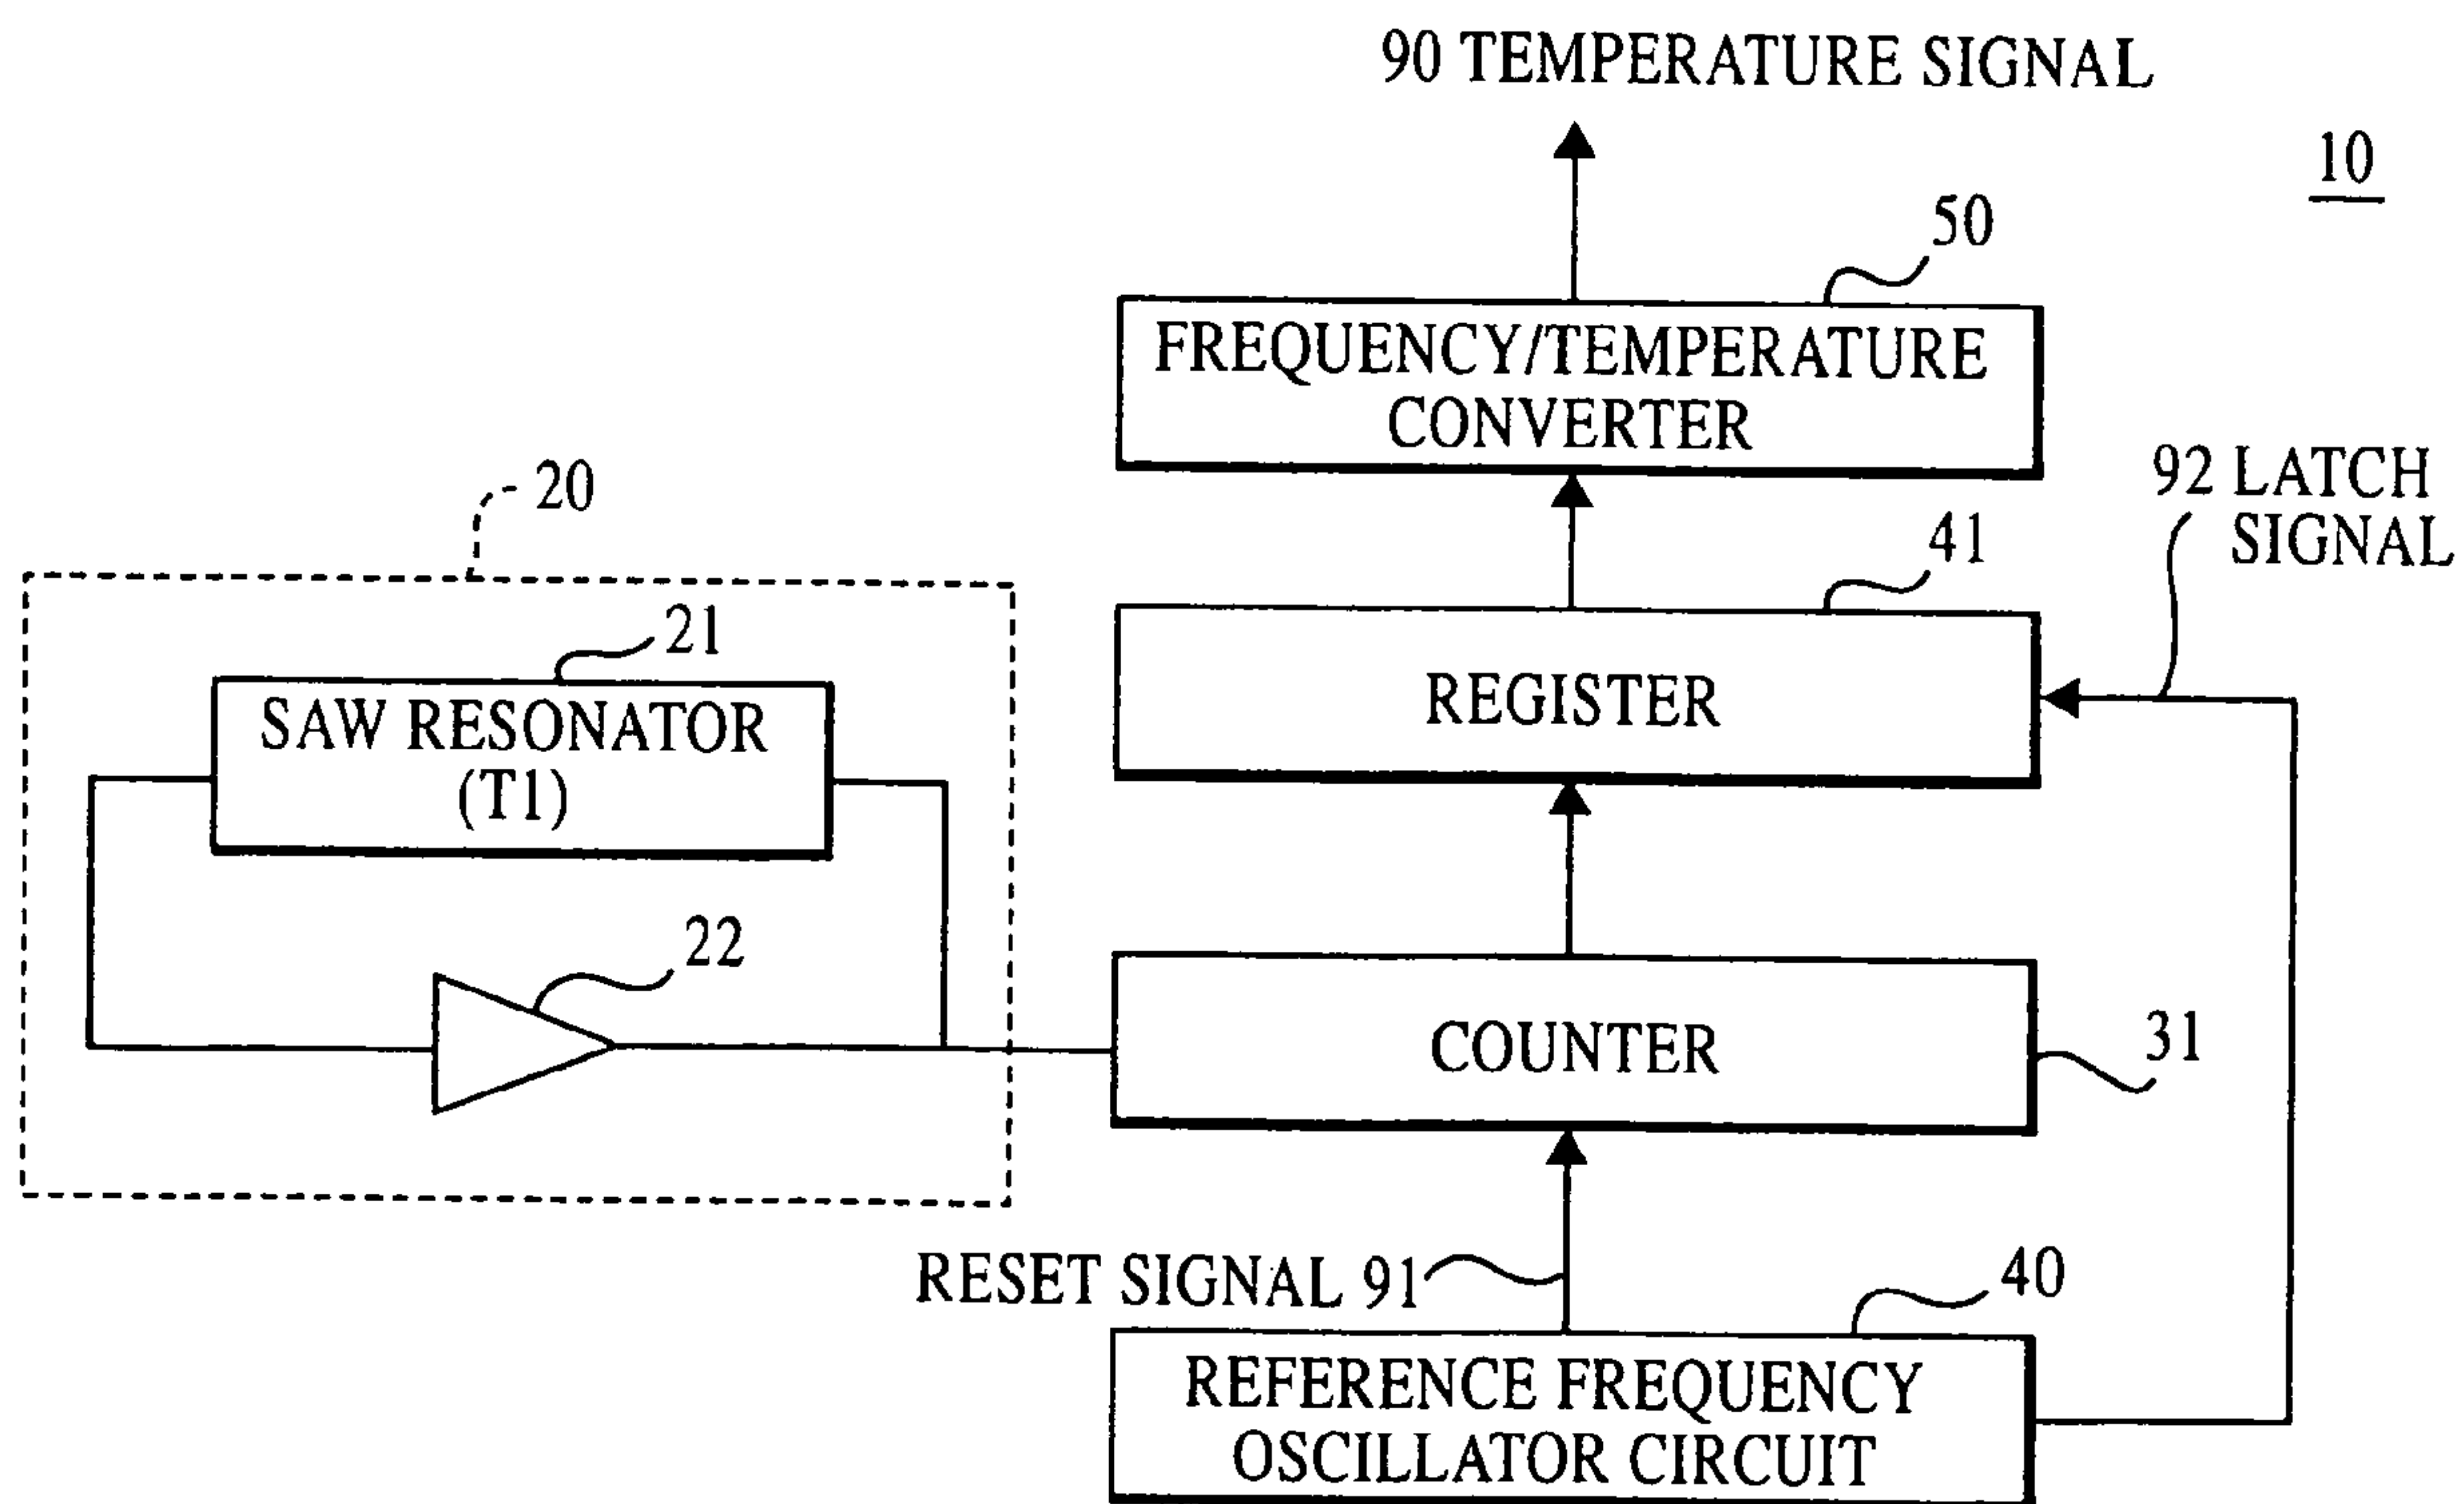 90 TEMPERATURE SIGNAL
10
50
FREQUENCY/TEMPERATURE
CONVERTER
92 LATCH
SIGNAL
20
41
21
SAW RESONATOR
(T1)
REGISTER
22
COUNTER
31
RESET SIGNAL 91
40
REFERENCE FREQUENCY
OSCILLATOR CIRCUIT